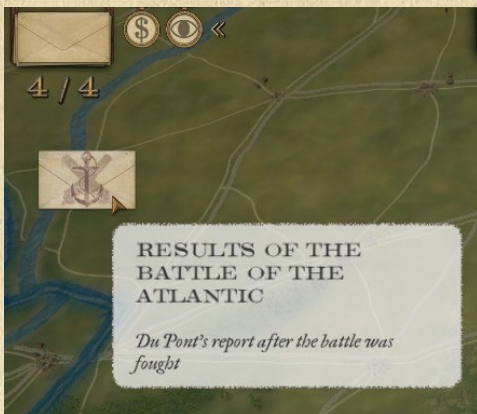 $
4/4
RESULTS OF THE
BATTLE OF THE
ATLANTIC
Du Pont's report after the battle was
fought